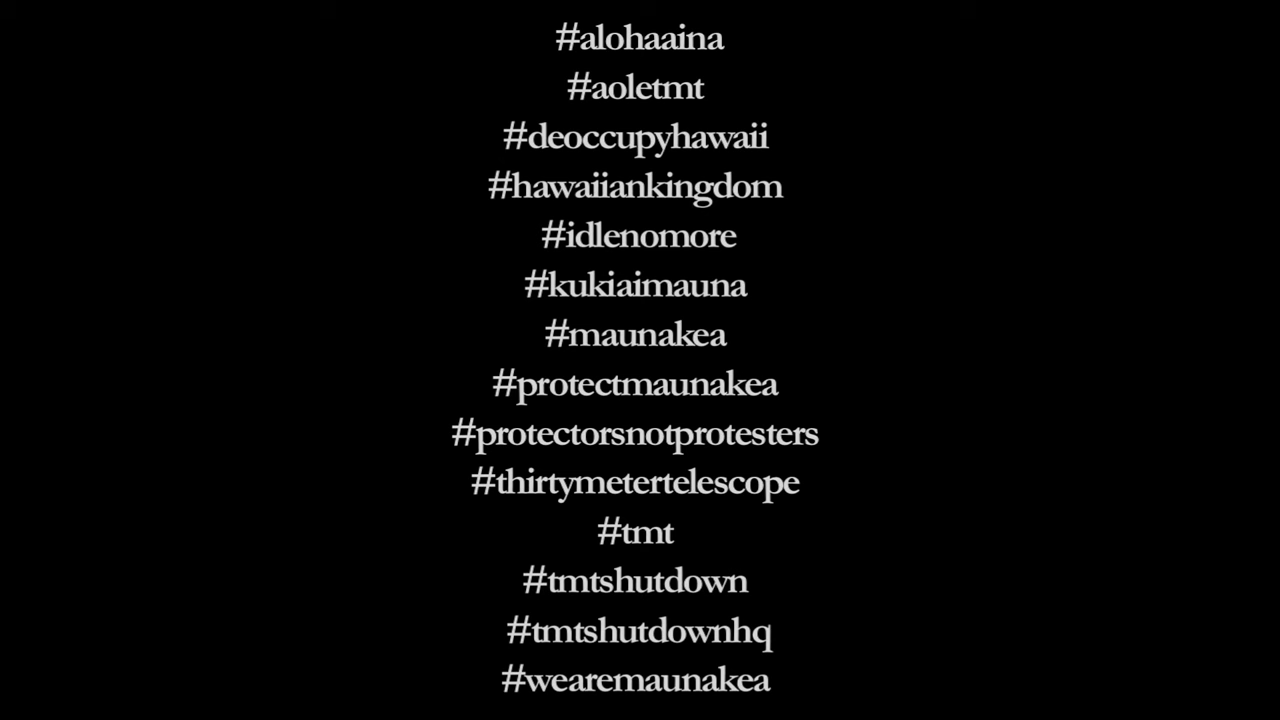 #alohaaina
#aoletmt
#deoccupyhawaii
#hawaiiankingdom
#idlenomore
#kukiaimauna
#maunakea
#protectmaunakea
#protectorsnotprotesters
#thirtymetertelescope
#tmt
#tmtshutdown
#tmtshutdownhq
#wearemaunakea